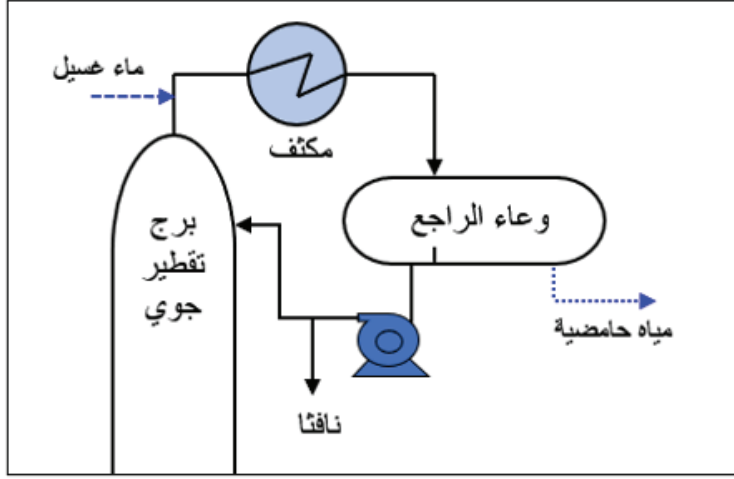 ماء غسيل
مكثف
وعاء الراجع
برج
تقطير
جوي
مياه حامضية
نافثا